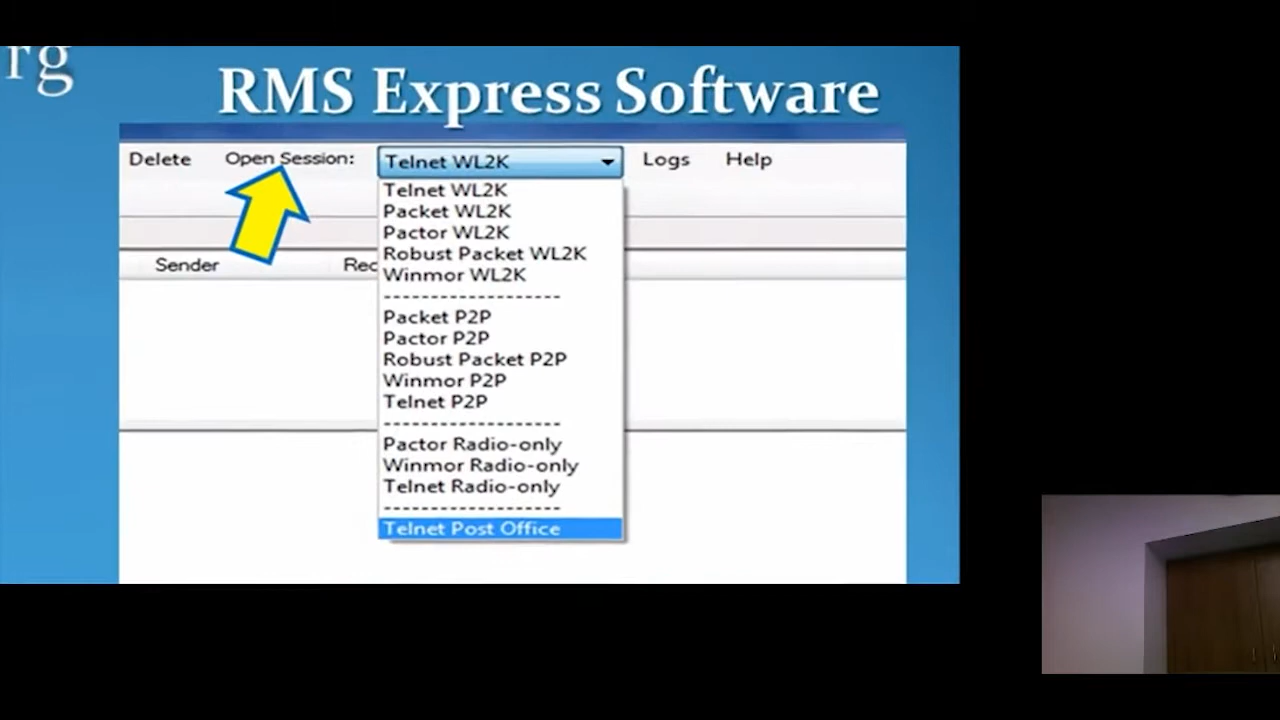 rg
RMS Express Software
Delete Open Session: Telnet WL2K Logs Help
Telnet WL2K
Packet WL2K
Pactor WL2K
Robust Packet WL2K
Sender Rec
Winmor WL2K
--------------------
Packet P2P
Pactor P2P
Robust Packet P2P
Winmor P2P
Telnet P2P
--------------------
Pactor Radio-only
Winmor Radio-only
Telnet Radio-only
--------------------
Telnet Post Office